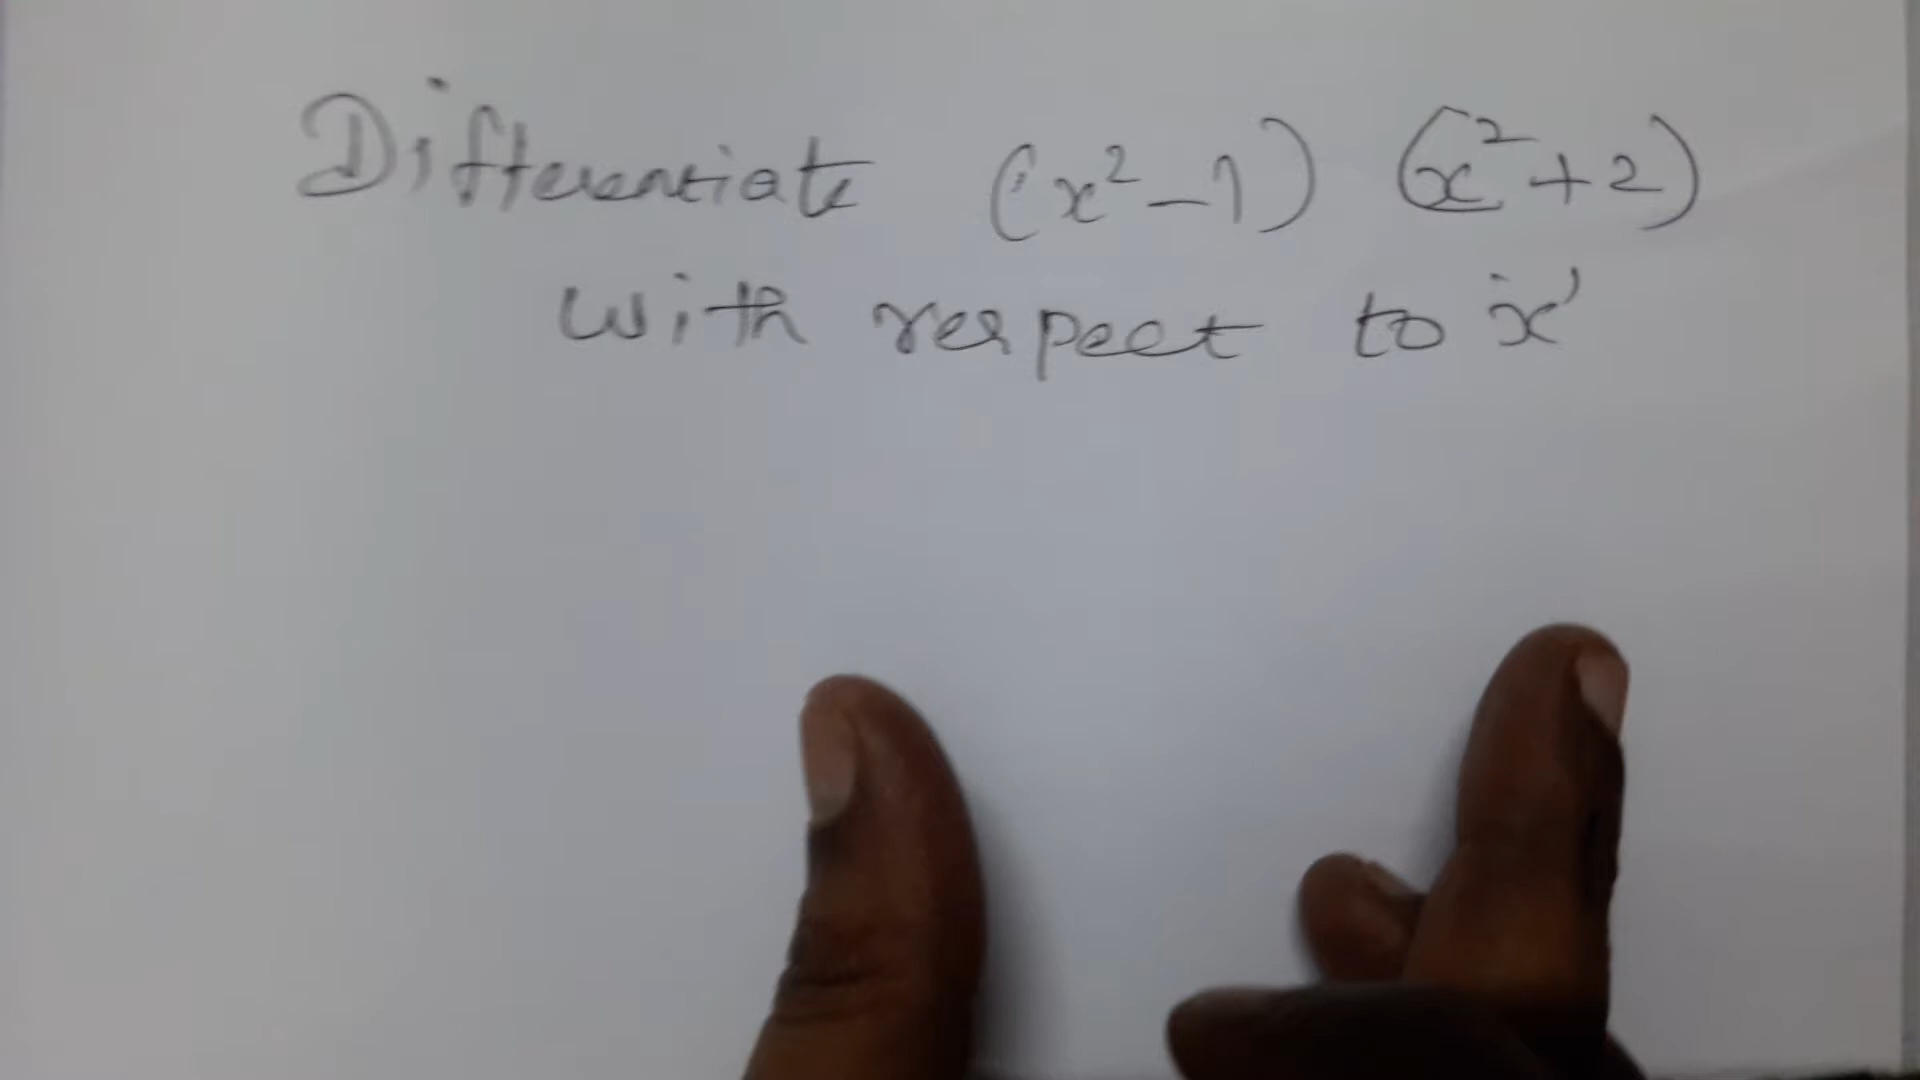 Differentiate (x²-1) (x²+2)
with respect to 'x'